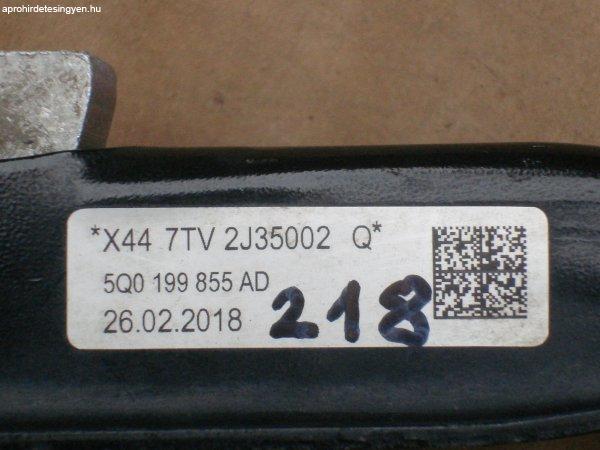 aprohirdetesingyen.hu
*X44 7TV 2J35002 Q*
5Q0 199 855 AD
26.02.2018 218